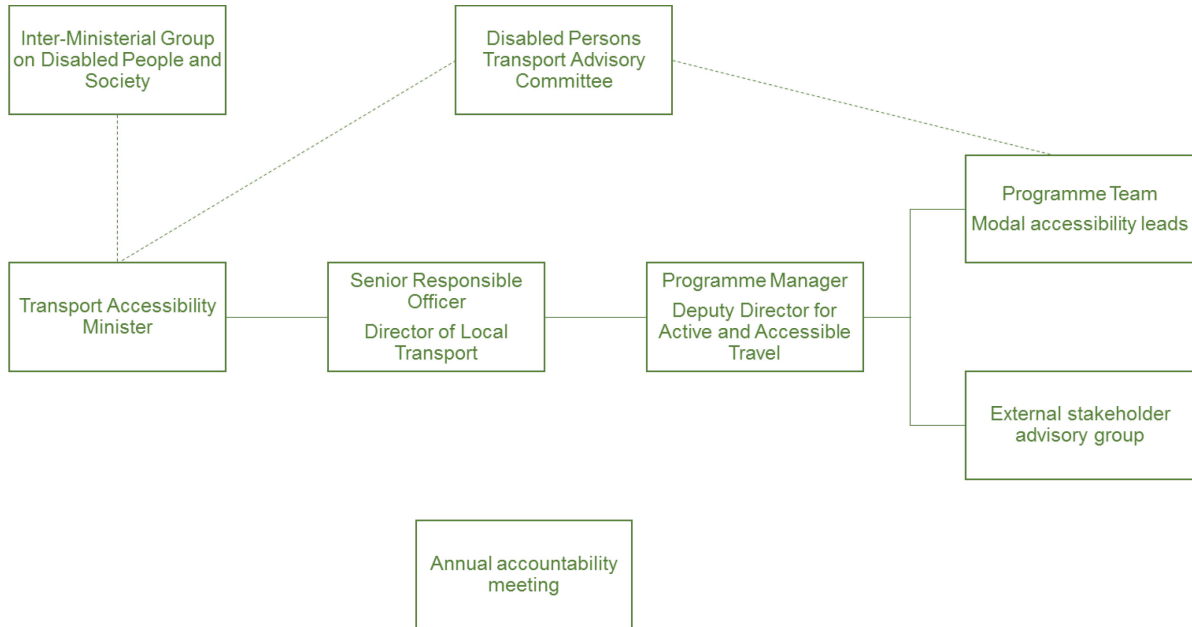 Inter-Ministerial Group
on Disabled People and
Society
Disabled Persons
Transport Advisory
Committee
Programme Team
Modal accessibility leads
Transport Accessibility
Minister
Senior Responsible
Officer
Director of Local
Transport
Programme Manager
Deputy Director for
Active and Accessible
Travel
External stakeholder
advisory group
Annual accountability
meeting